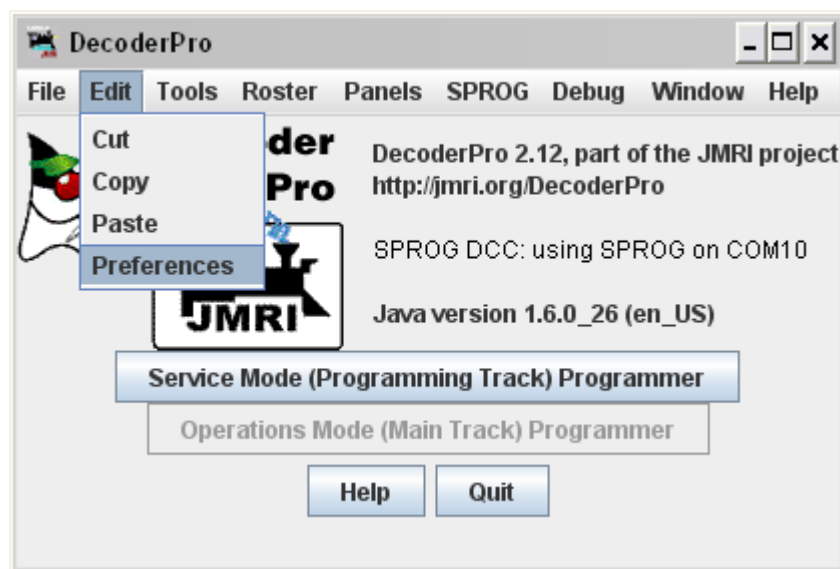 DecoderPro
File Edit Tools Roster Panels SPROG Debug Window Help
Cut
Copy
Paste
Preferences
der
Pro
DecoderPro 2.12, part of the JMRI project
http://jmri.org/DecoderPro
SPROG DCC: using SPROG on COM10
JMRI
Java version 1.6.0_26 (en_US)
Service Mode (Programming Track) Programmer
Operations Mode (Main Track) Programmer
Help Quit